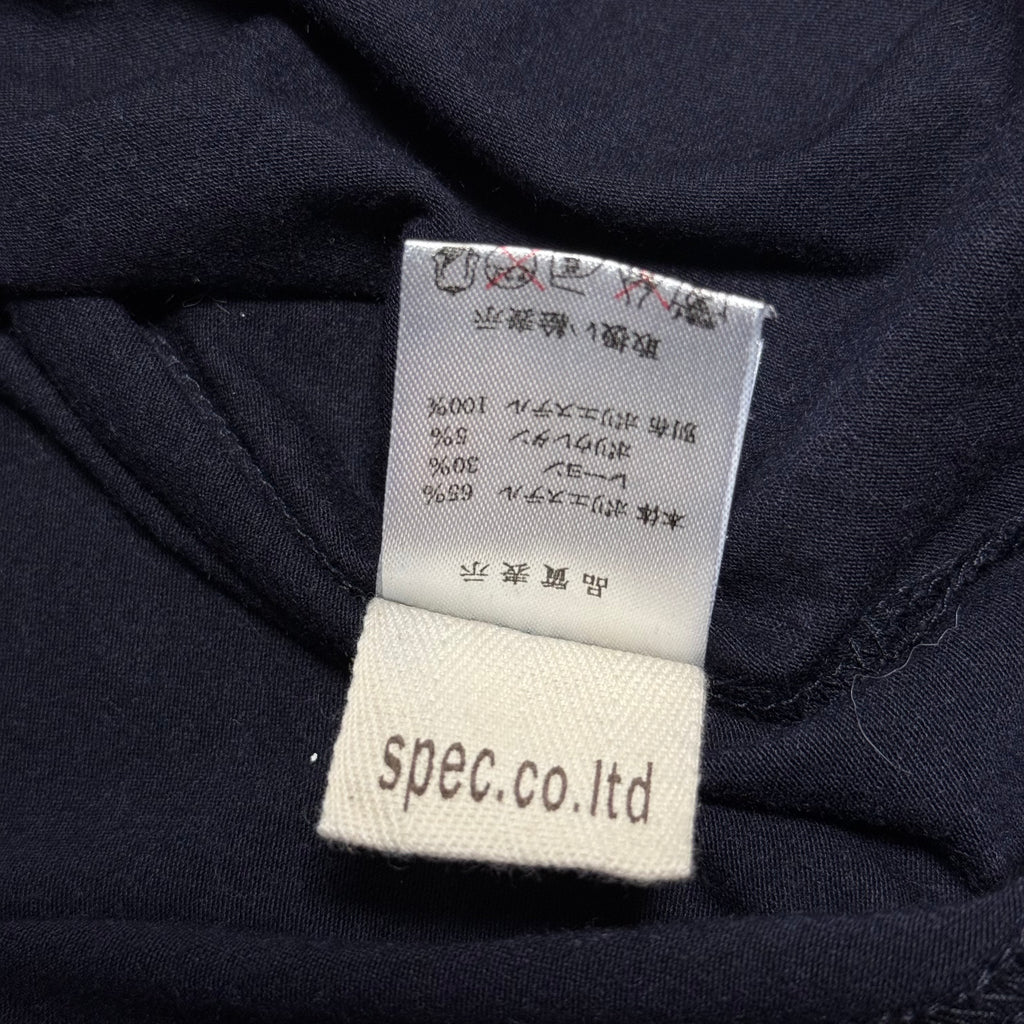 品質表示
本体 ポリエステル 65%
レーヨン 30%
ポリウレタン 5%
別布 ポリエステル 100%
取扱い絵表示
spec.co.ltd